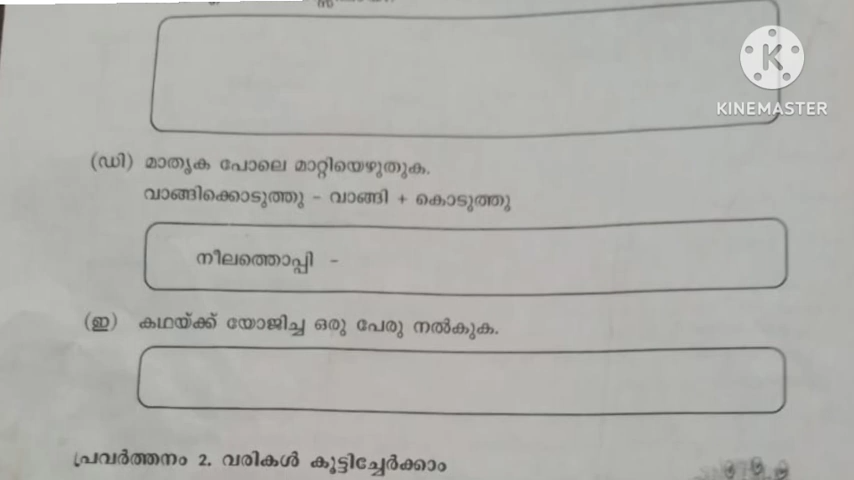 KINEMASTER
(ഡി) മാതൃക പോലെ മാറ്റിയെഴുതുക.
വാങ്ങിക്കൊടുത്തു - വാങ്ങി + കൊടുത്തു
നീലത്തൊപ്പി -
(ഇ) കഥയ്ക്ക് യോജിച്ച ഒരു പേരു നൽകുക.
പ്രവർത്തനം 2. വരികൾ കൂട്ടിച്ചേർക്കാം